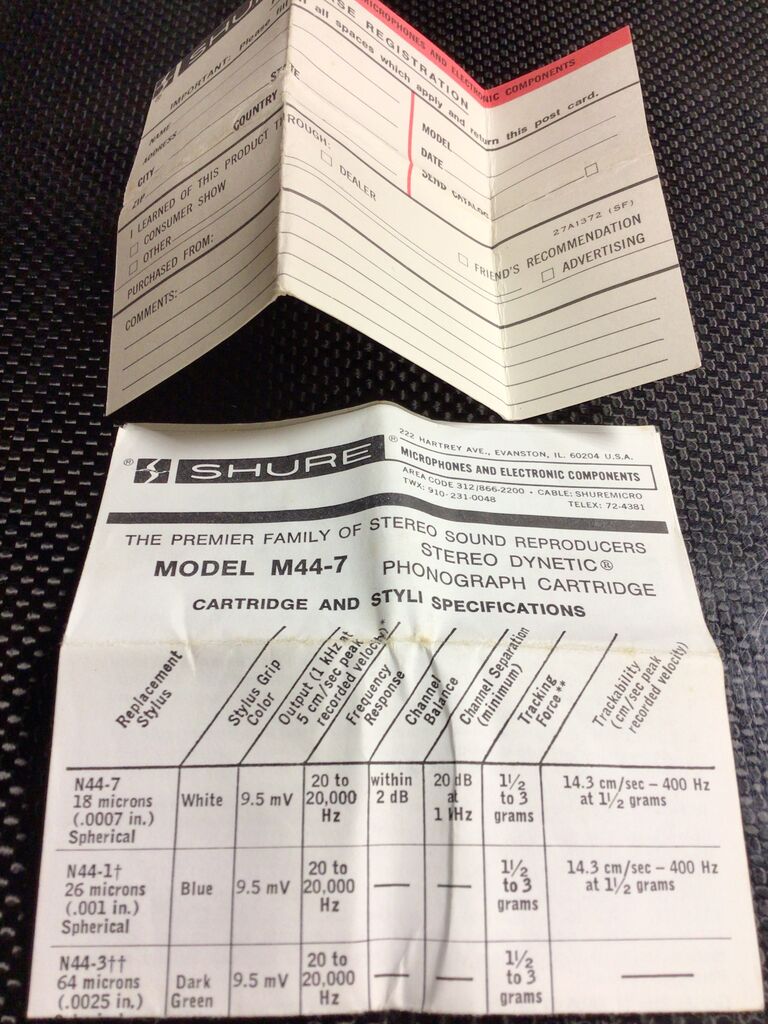 SHU
MICROPHONES AND ELECTRONIC COMPONENTS
SE REGISTRATION
IMPORTANT: Please fill all spaces which apply and return this post card.
NAME
ADDRESS
CITY
STATE
ZIP
COUNTRY
MODEL
DATE
SEND CATALOG
27A1372 (SF)
I LEARNED OF THIS PRODUCT THROUGH:
CONSUMER SHOW
DEALER
FRIEND'S RECOMMENDATION
OTHER
ADVERTISING
PURCHASED FROM:
COMMENTS:
® SHURE ®
222 HARTREY AVE., EVANSTON, IL. 60204 U.S.A.
MICROPHONES AND ELECTRONIC COMPONENTS
AREA CODE 312/866-2200 • CABLE: SHUREMICRO
TWX: 910-231-0048 TELEX: 72-4381
THE PREMIER FAMILY OF STEREO SOUND REPRODUCERS
MODEL M44-7 STEREO DYNETIC®
PHONOGRAPH CARTRIDGE
CARTRIDGE AND STYLI SPECIFICATIONS
Replacement Stylus
Stylus Grip Color
Output (1 kHz at 5 cm/sec peak recorded velocity)*
Frequency Response
Channel Balance
Channel Separation (minimum)
Tracking Force**
Trackability (cm/sec peak recorded velocity)
N44-7 18 microns (.0007 in.) Spherical White 9.5 mV 20 to 20,000 Hz within 2 dB 20 dB at 1 kHz 1½ to 3 grams 14.3 cm/sec — 400 Hz at 1½ grams
N44-1† 26 microns (.001 in.) Spherical Blue 9.5 mV 20 to 20,000 Hz — — 1½ to 3 grams 14.3 cm/sec — 400 Hz at 1½ grams
N44-3†† 64 microns (.0025 in.) Dark Green 9.5 mV 20 to 20,000 Hz — — 1½ to 3 grams —